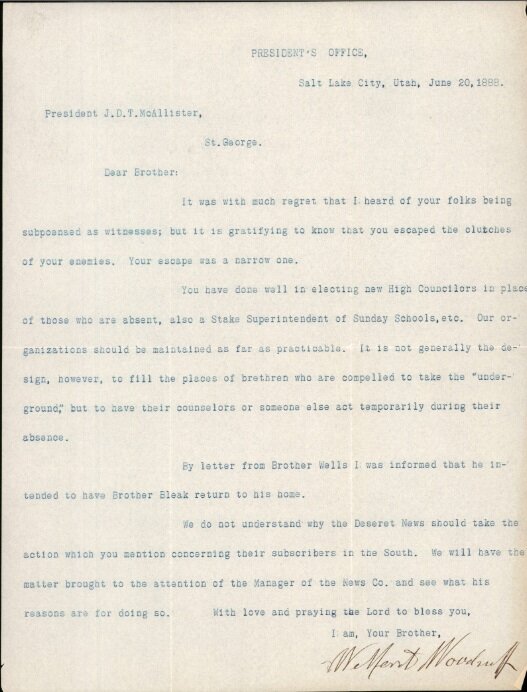 PRESIDENT'S OFFICE,
Salt Lake City, Utah, June 20,1888.
President J.D.T.McAllister,
St.George.
Dear Brother:
It was with much regret that I heard of your folks being
subpoenaed as witnesses; but it is gratifying to know that you escaped the clutches
of your enemies. Your escape was a narrow one.
You have done well in electing new High Councilors in place
of those who are absent, also a Stake Superintendent of Sunday Schools,etc. Our or-
ganizations should be maintained as far as practicable. It is not generally the de-
sign, however, to fill the places of brethren who are compelled to take the "under-
ground," but to have their counselors or someone else act temporarily during their
absence.
By letter from Brother Wells I was informed that he in-
tended to have Brother Bleak return to his home.
We do not understand why the Deseret News should take the
action which you mention concerning their subscribers in the South. We will have the
matter brought to the attention of the Manager of the News Co. and see what his
reasons are for doing so. With love and praying the Lord to bless you,
I am, Your Brother,
W. Woodruff